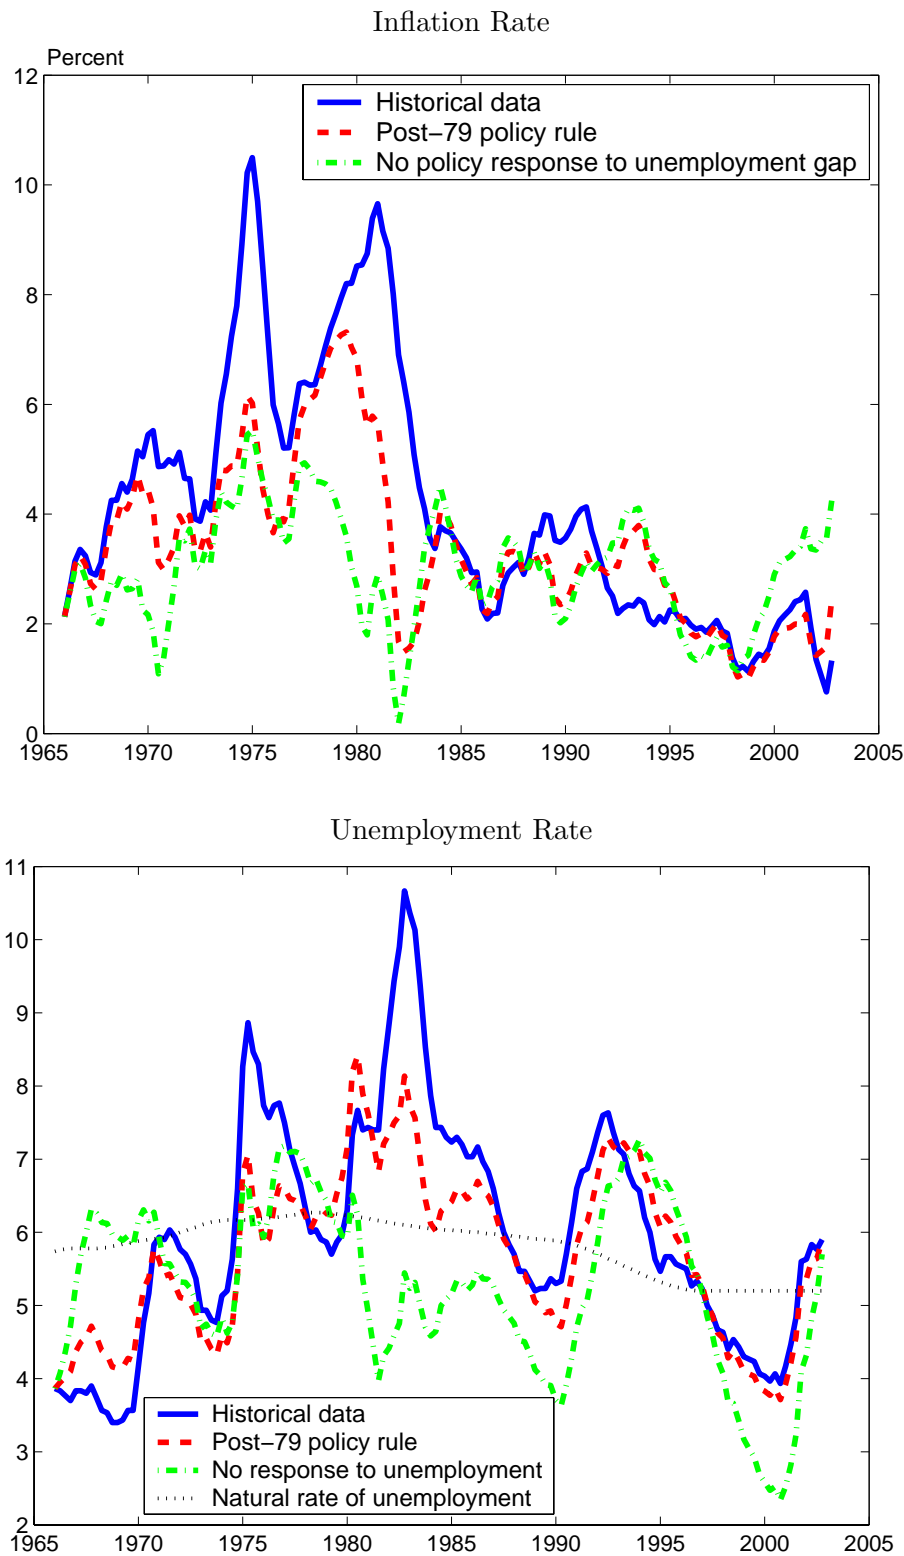 Inflation Rate
Percent
12
10
8
6
4
2
0
Historical data
Post−79 policy rule
No policy response to unemployment gap
1965 1970 1975 1980 1985 1990 1995 2000 2005
Unemployment Rate
11
10
9
8
7
6
5
4
3
2
Historical data
Post−79 policy rule
No response to unemployment
Natural rate of unemployment
1965 1970 1975 1980 1985 1990 1995 2000 2005